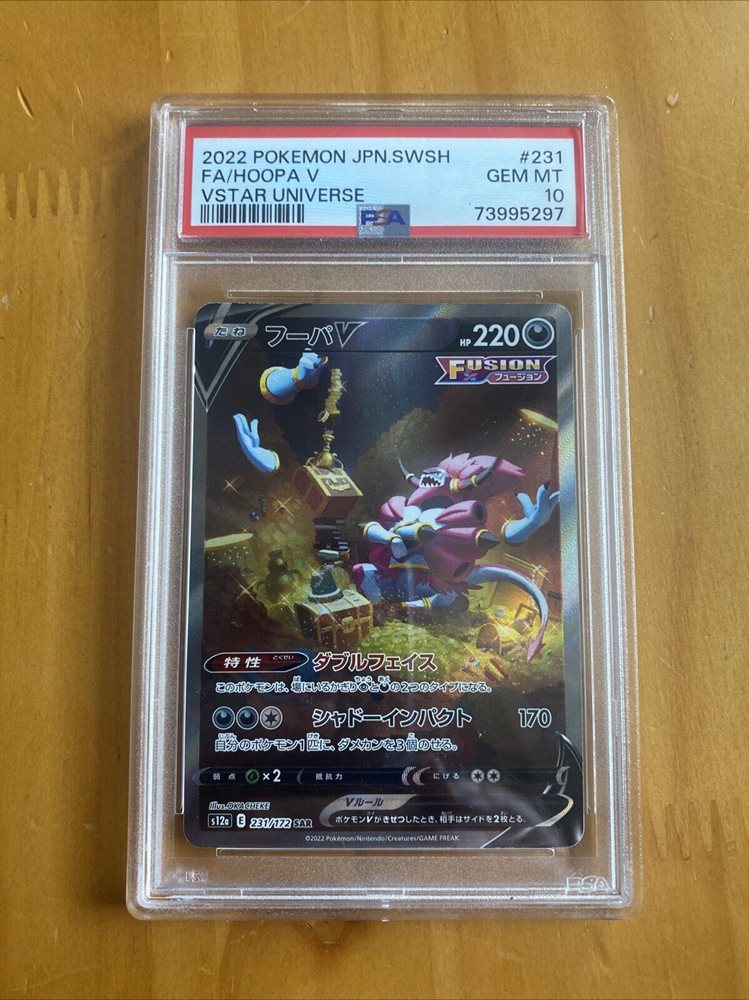 2022 POKEMON JPN.SWSH #231
FA/HOOPA V GEM MT
VSTAR UNIVERSE 10
PSA 73995297
たね フーパV HP 220
FUSION
フュージョン
特性 とくせい ダブルフェイス
このポケモンは、場にいるかぎり超と悪の2つのタイプになる。
シャドーインパクト 170
自分のポケモン1匹に、ダメカンを3個のせる。
弱点 ×2 抵抗力 にげる
Illus. OKACHEKE
Vルール
s12a E 231/172 SAR ポケモンVがきぜつしたとき、相手はサイドを2枚とる。
©2022 Pokémon/Nintendo/Creatures/GAME FREAK.
PSA